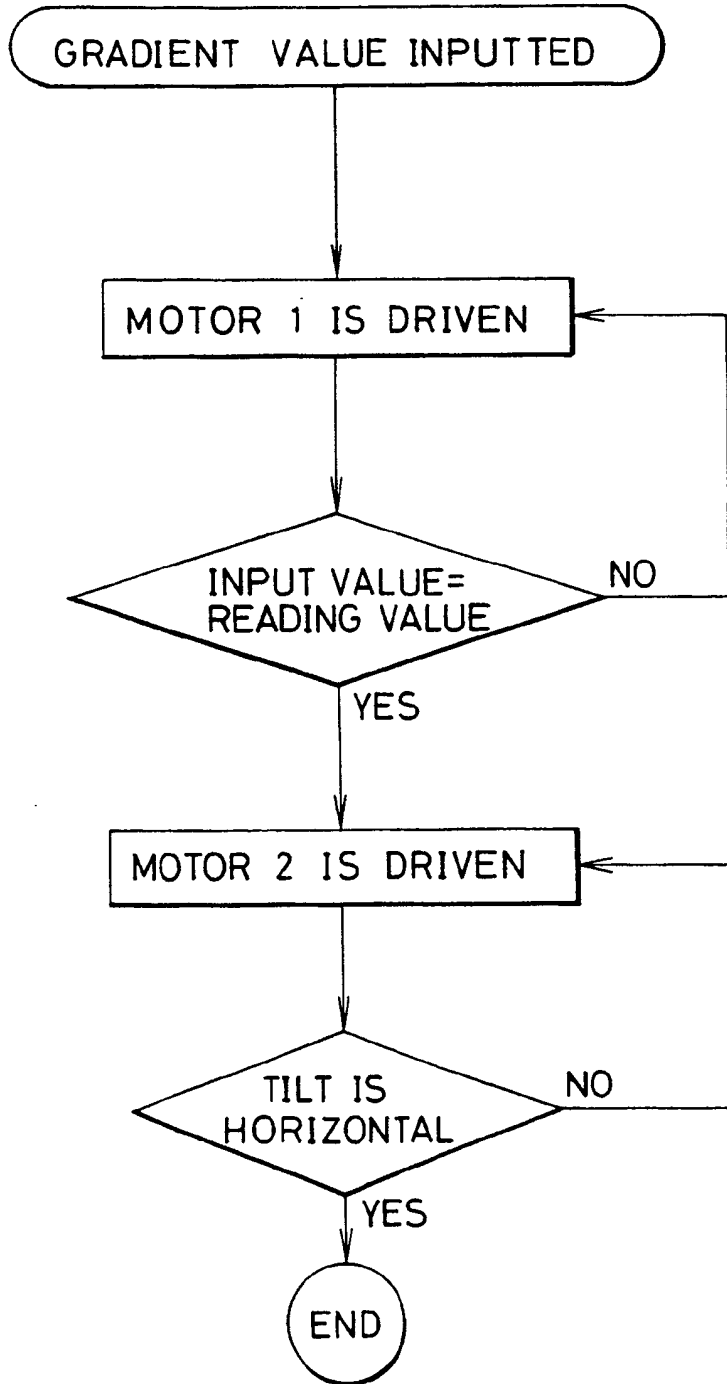 GRADIENT VALUE INPUTTED
MOTOR 1 IS DRIVEN
INPUT VALUE=
READING VALUE
NO
YES
MOTOR 2 IS DRIVEN
TILT IS
HORIZONTAL
NO
YES
END